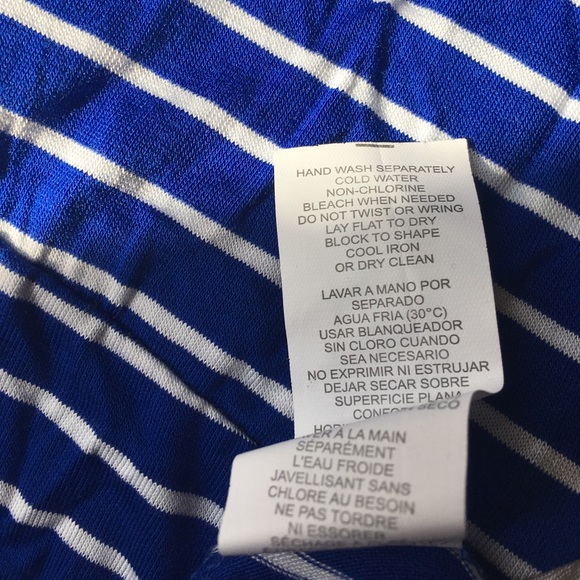 HAND WASH SEPARATELY
COLD WATER
NON-CHLORINE
BLEACH WHEN NEEDED
DO NOT TWIST OR WRING
LAY FLAT TO DRY
BLOCK TO SHAPE
COOL IRON
OR DRY CLEAN
LAVAR A MANO POR
SEPARADO
AGUA FRIA (30°C)
USAR BLANQUEADOR
SIN CLORO CUANDO
SEA NECESARIO
NO EXPRIMIR NI ESTRUJAR
DEJAR SECAR SOBRE
SUPERFICIE PLANA
SECO
À LA MAIN
SÉPARÉMENT
L'EAU FROIDE
JAVELLISANT SANS
CHLORE AU BESOIN
NE PAS TORDRE
NI ESSORER